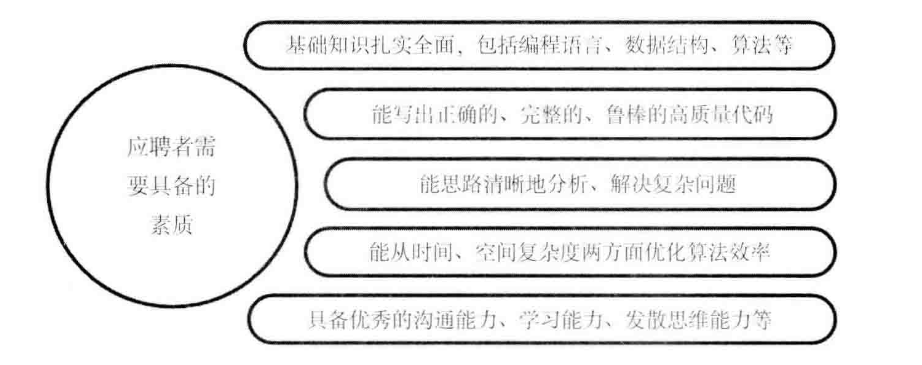 基础知识扎实全面，包括编程语言、数据结构、算法等
能写出正确的、完整的、鲁棒的高质量代码
应聘者需
要具备的
素质
能思路清晰地分析、解决复杂问题
能从时间、空间复杂度两方面优化算法效率
具备优秀的沟通能力、学习能力、发散思维能力等